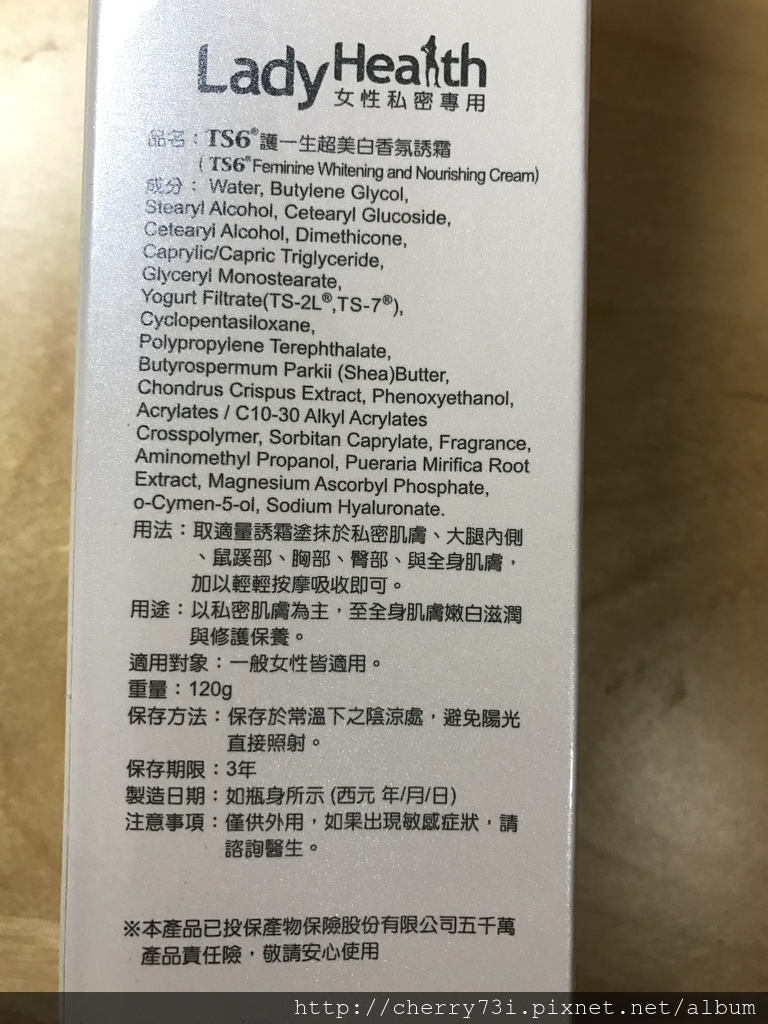 Lady Health
女性私密專用
品名：TS6®護一生超美白香氛誘霜
( TS6®Feminine Whitening and Nourishing Cream)
成分： Water, Butylene Glycol,
Stearyl Alcohol, Cetearyl Glucoside,
Cetearyl Alcohol, Dimethicone,
Caprylic/Capric Triglyceride,
Glyceryl Monostearate,
Yogurt Filtrate(TS-2L®,TS-7®),
Cyclopentasiloxane,
Polypropylene Terephthalate,
Butyrospermum Parkii (Shea)Butter,
Chondrus Crispus Extract, Phenoxyethanol,
Acrylates / C10-30 Alkyl Acrylates
Crosspolymer, Sorbitan Caprylate, Fragrance,
Aminomethyl Propanol, Pueraria Mirifica Root
Extract, Magnesium Ascorbyl Phosphate,
o-Cymen-5-ol, Sodium Hyaluronate.
用法：取適量誘霜塗抹於私密肌膚、大腿內側
、鼠蹊部、胸部、臀部、與全身肌膚，
加以輕輕按摩吸收即可。
用途：以私密肌膚為主，至全身肌膚嫩白滋潤
與修護保養。
適用對象：一般女性皆適用。
重量：120g
保存方法：保存於常溫下之陰涼處，避免陽光
直接照射。
保存期限：3年
製造日期：如瓶身所示 (西元 年/月/日)
注意事項：僅供外用，如果出現敏感症狀，請
諮詢醫生。
※本產品已投保產物保險股份有限公司五千萬
產品責任險，敬請安心使用
http://cherry73i.pixnet.net/album